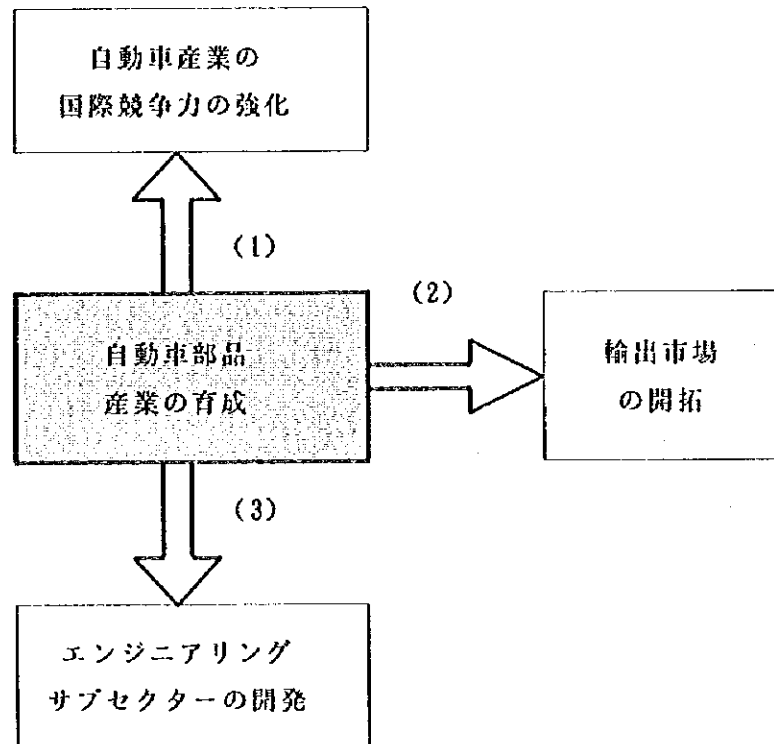 自動車産業の
国際競争力の強化
(1)
(2)
自動車部品
産業の育成
輸出市場
の開拓
(3)
エンジニアリング
サブセクターの開発